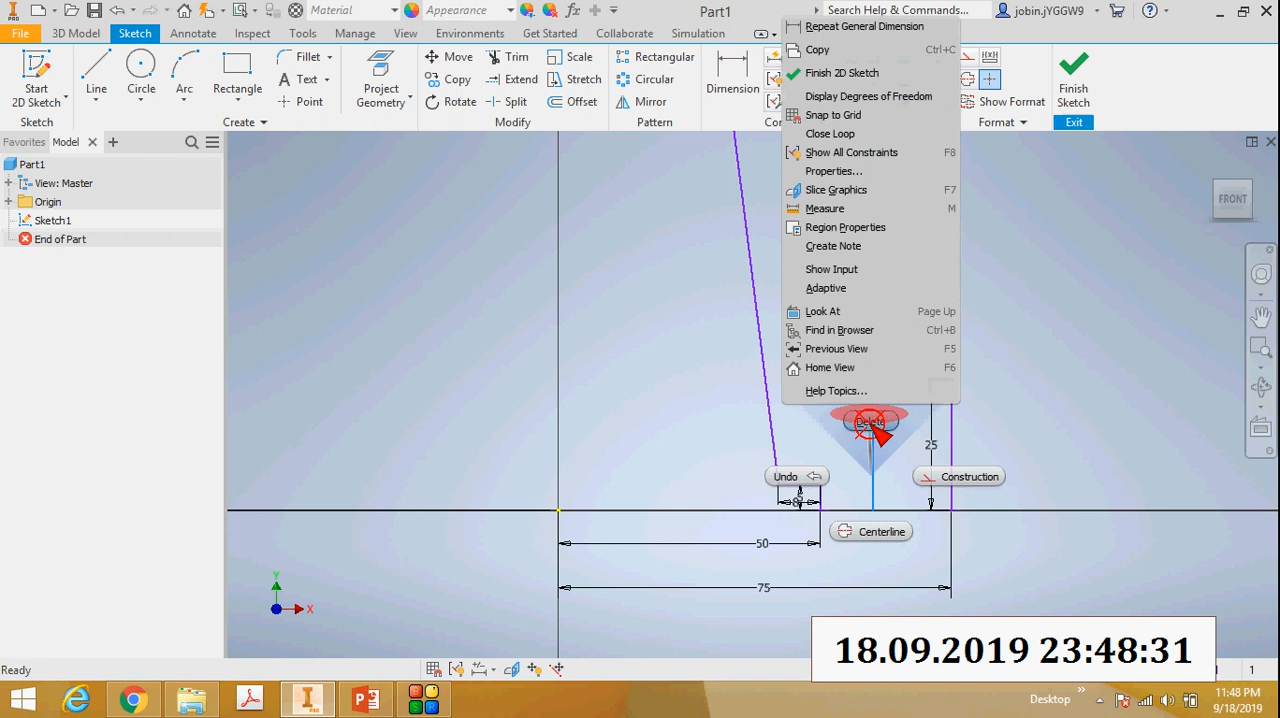 Material
Appearance
Part1
Search Help & Commands...
jobin.jYGGW9
PRO
File
3D Model
Sketch
Annotate
Inspect
Tools
Manage
View
Environments
Get Started
Collaborate
Simulation
Start
2D Sketch
Line
Circle
Arc
Rectangle
Fillet
Text
Point
Project
Geometry
Move
Copy
Rotate
Trim
Extend
Split
Scale
Stretch
Offset
Rectangular
Circular
Mirror
Dimension
Show Format
Finish
Sketch
Sketch
Create
Modify
Pattern
Format
Exit
Repeat General Dimension
Copy Ctrl+C
Finish 2D Sketch
Display Degrees of Freedom
Snap to Grid
Close Loop
Show All Constraints F8
Properties...
Slice Graphics F7
Measure M
Region Properties
Create Note
Show Input
Adaptive
Look At Page Up
Find in Browser Ctrl+B
Previous View F5
Home View F6
Help Topics...
Favorites
Model
Part1
View: Master
Origin
Sketch1
End of Part
FRONT
Delete
25
Undo
Construction
Centerline
50
75
Y
X
Ready
1
18.09.2019 23:48:31
Desktop
11:48 PM
9/18/2019